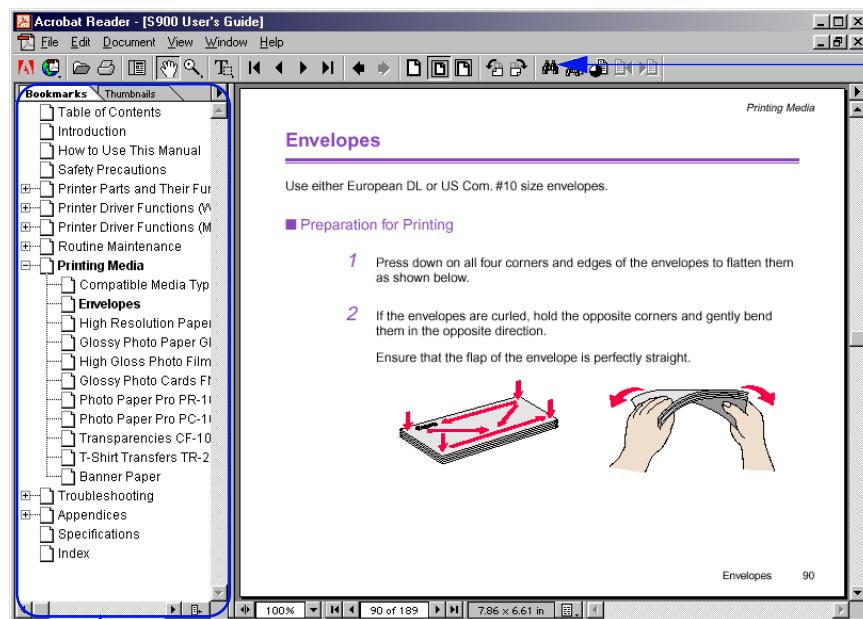 Acrobat Reader - [S900 User's Guide]
File Edit Document View Window Help
Bookmarks Thumbnails
Table of Contents
Introduction
How to Use This Manual
Safety Precautions
Printer Parts and Their Fur
Printer Driver Functions (W
Printer Driver Functions (M
Routine Maintenance
Printing Media
Compatible Media Typ
Envelopes
High Resolution Paper
Glossy Photo Paper Gl
High Gloss Photo Film
Glossy Photo Cards F
Photo Paper Pro PR-1
Photo Paper Pro PC-1
Transparencies CF-10
T-Shirt Transfers TR-2
Banner Paper
Troubleshooting
Appendices
Specifications
Index
Printing Media
Envelopes
Use either European DL or US Com. #10 size envelopes.
Preparation for Printing
1 Press down on all four corners and edges of the envelopes to flatten them
as shown below.
2 If the envelopes are curled, hold the opposite corners and gently bend
them in the opposite direction.
Ensure that the flap of the envelope is perfectly straight.
Envelopes 90
100% 90 of 189 7.86 x 6.61 in